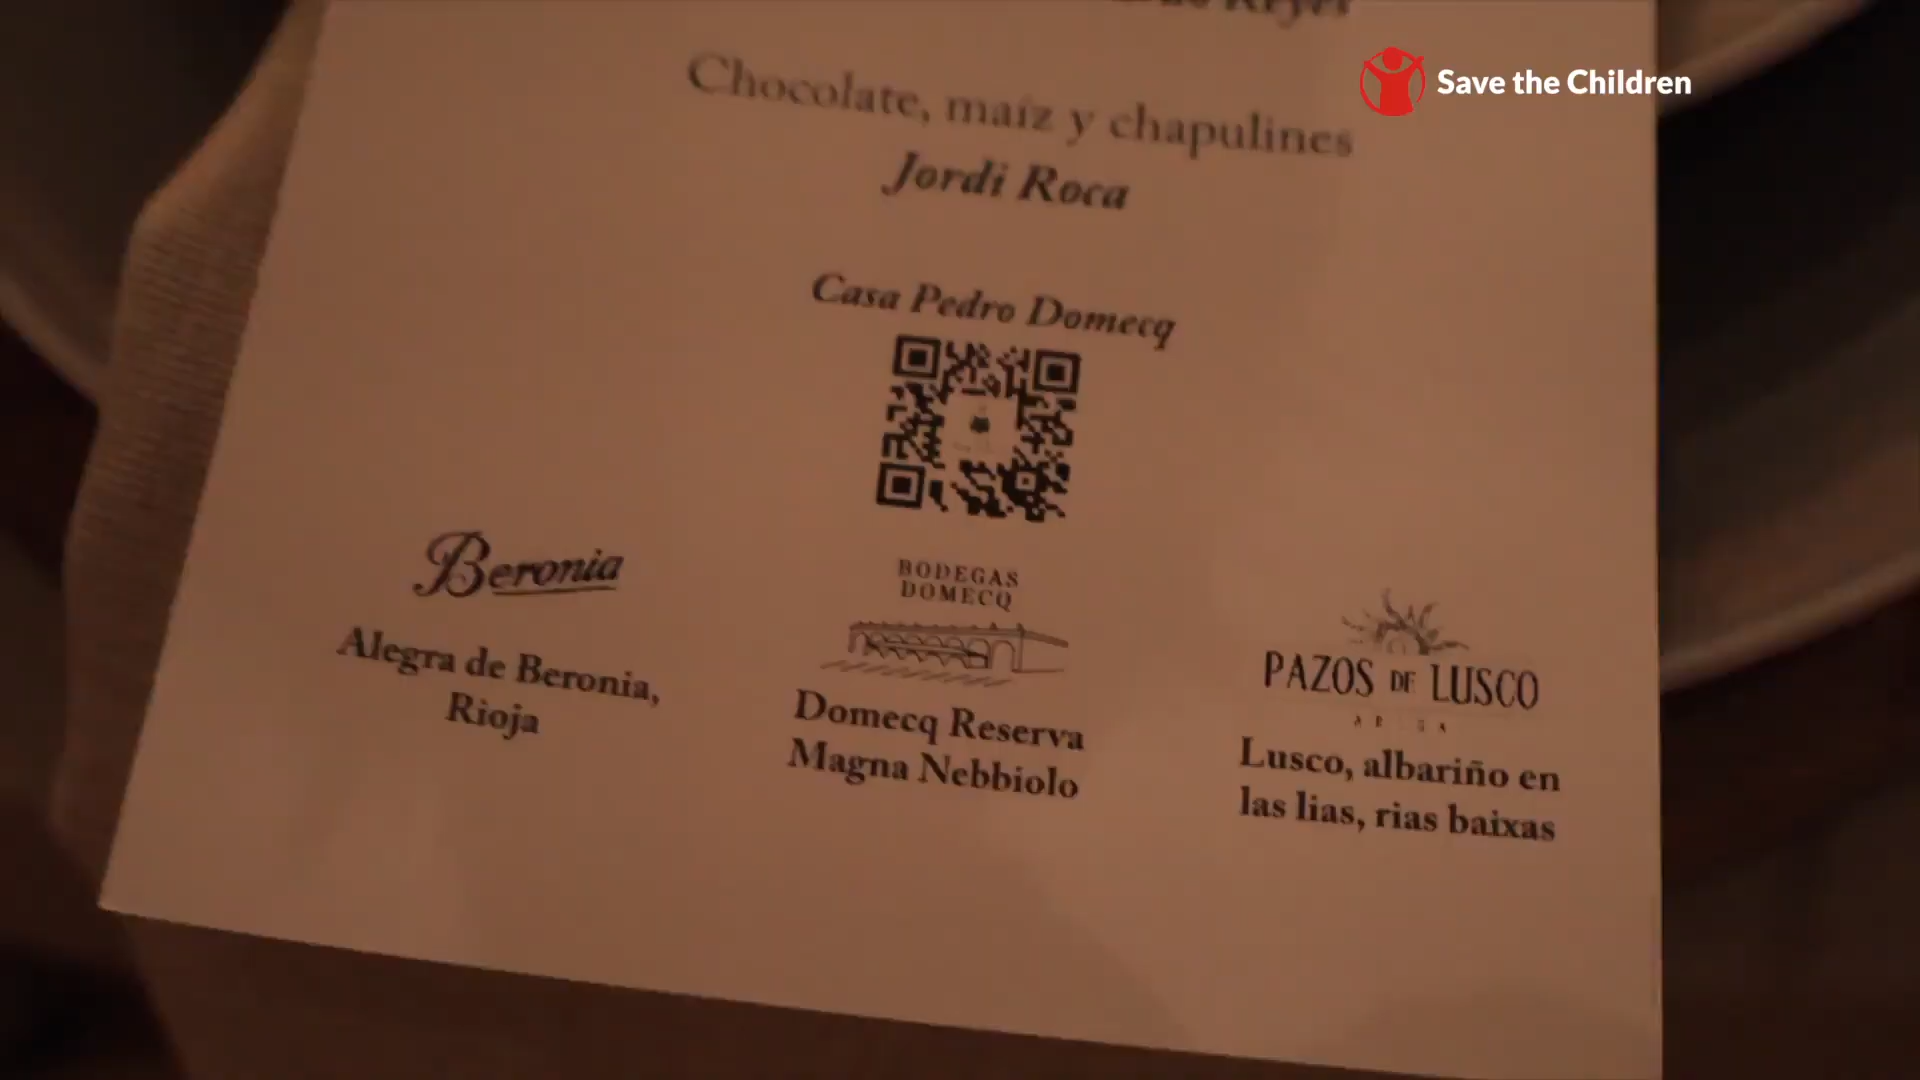 Reyes
Save the Children
Chocolate, maíz y chapulines
Jordi Roca
Casa Pedro Domecq
Beronia
Alegra de Beronia,
Rioja
BODEGAS
DOMECQ
Domecq Reserva
Magna Nebbiolo
PAZOS DE LUSCO
Lusco, albariño en
las lias, rias baixas